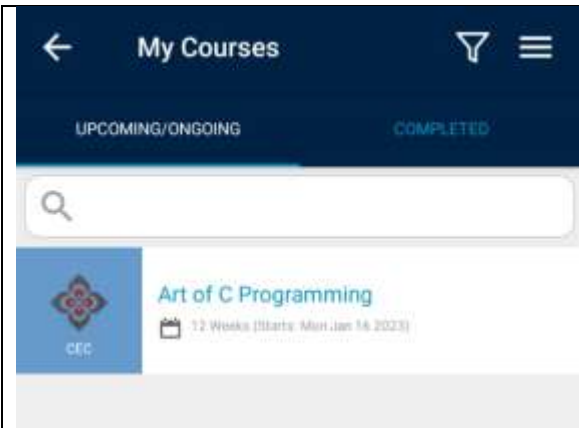 My Courses
UPCOMING/ONGOING
COMPLETED
Art of C Programming
12 Weeks (Starts: Mon Jan 16 2023)
CEC